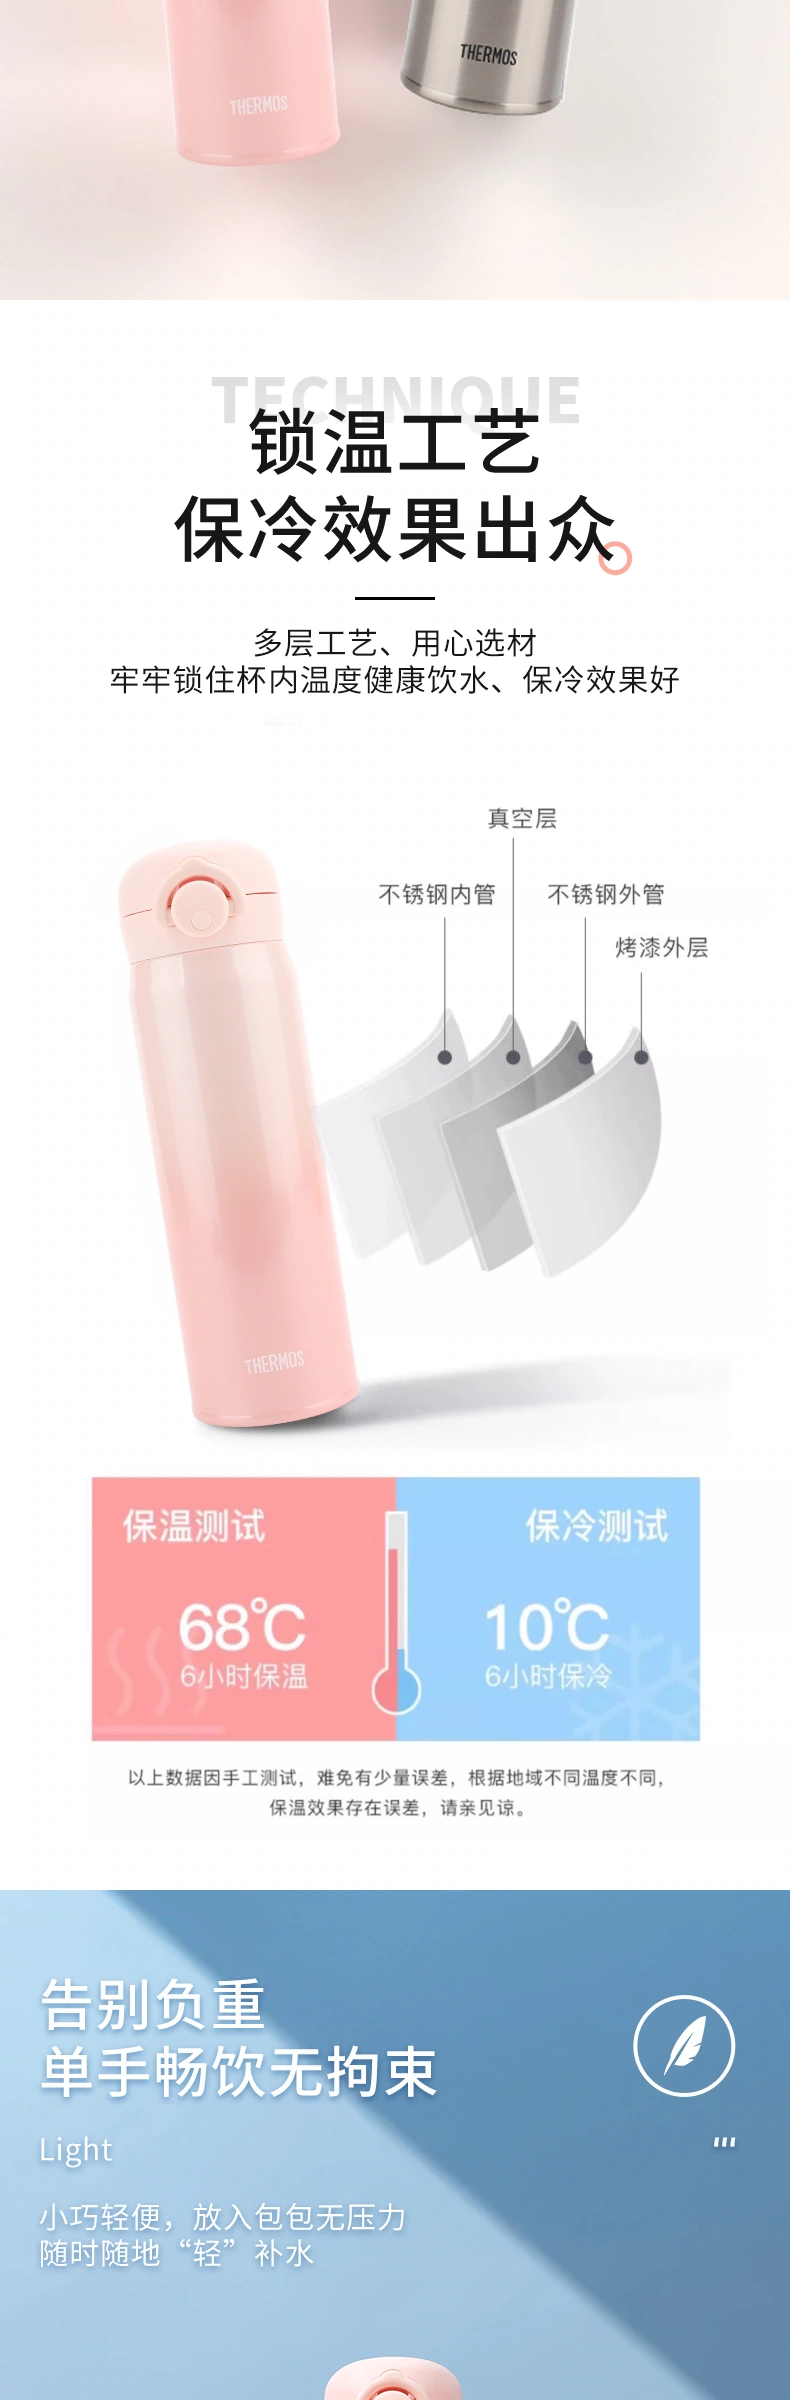 THERMOS
THERMOS
TECHNIQUE
锁温工艺
保冷效果出众
多层工艺、用心选材
牢牢锁住杯内温度健康饮水、保冷效果好
真空层
不锈钢内管
不锈钢外管
烤漆外层
THERMOS
保温测试
保冷测试
68℃
10℃
6小时保温
6小时保冷
以上数据因手工测试，难免有少量误差，根据地域不同温度不同，
保温效果存在误差，请亲见谅。
告别负重
单手畅饮无拘束
Light
小巧轻便，放入包包无压力
随时随地“轻”补水